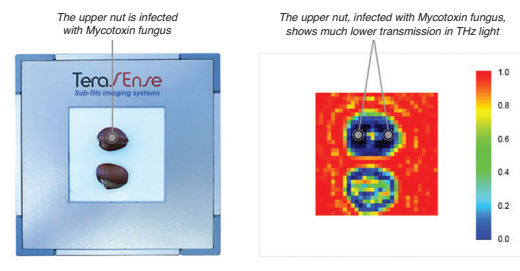 The upper nut is infected
with Mycotoxin fungus
The upper nut, infected with Mycotoxin fungus,
shows much lower transmission in THz light
TeraSEnse
Sub-THz imaging systems
1.0
0.8
0.6
0.4
0.2
0.0